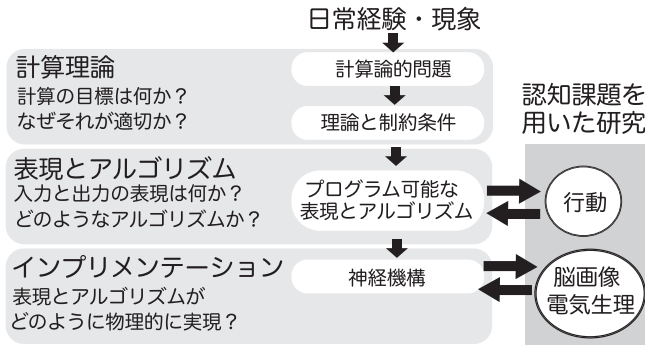 日常経験・現象
計算理論
計算の目標は何か？
なぜそれが適切か？
計算論的問題
理論と制約条件
認知課題を
用いた研究
表現とアルゴリズム
入力と出力の表現は何か？
どのようなアルゴリズムか？
プログラム可能な
表現とアルゴリズム
行動
インプリメンテーション
表現とアルゴリズムが
どのように物理的に実現？
神経機構
脳画像
電気生理